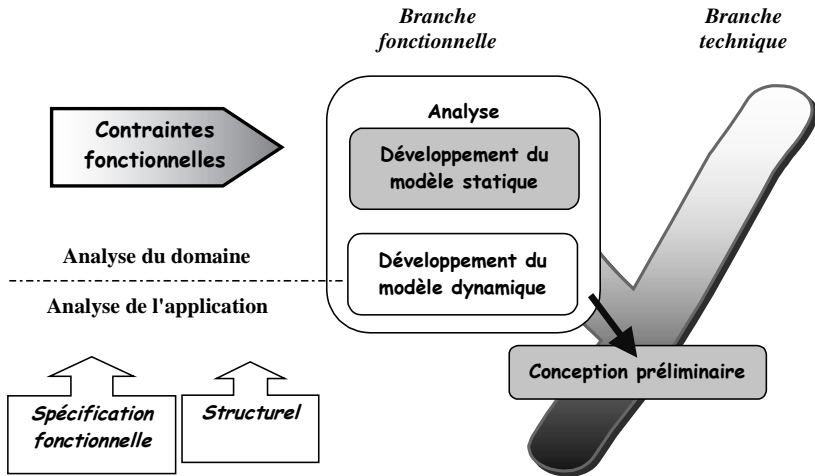 Branche
fonctionnelle
Branche
technique
Contraintes
fonctionnelles
Analyse
Développement du
modèle statique
Analyse du domaine
Développement du
modèle dynamique
Analyse de l'application
Conception préliminaire
Spécification
fonctionnelle
Structurel